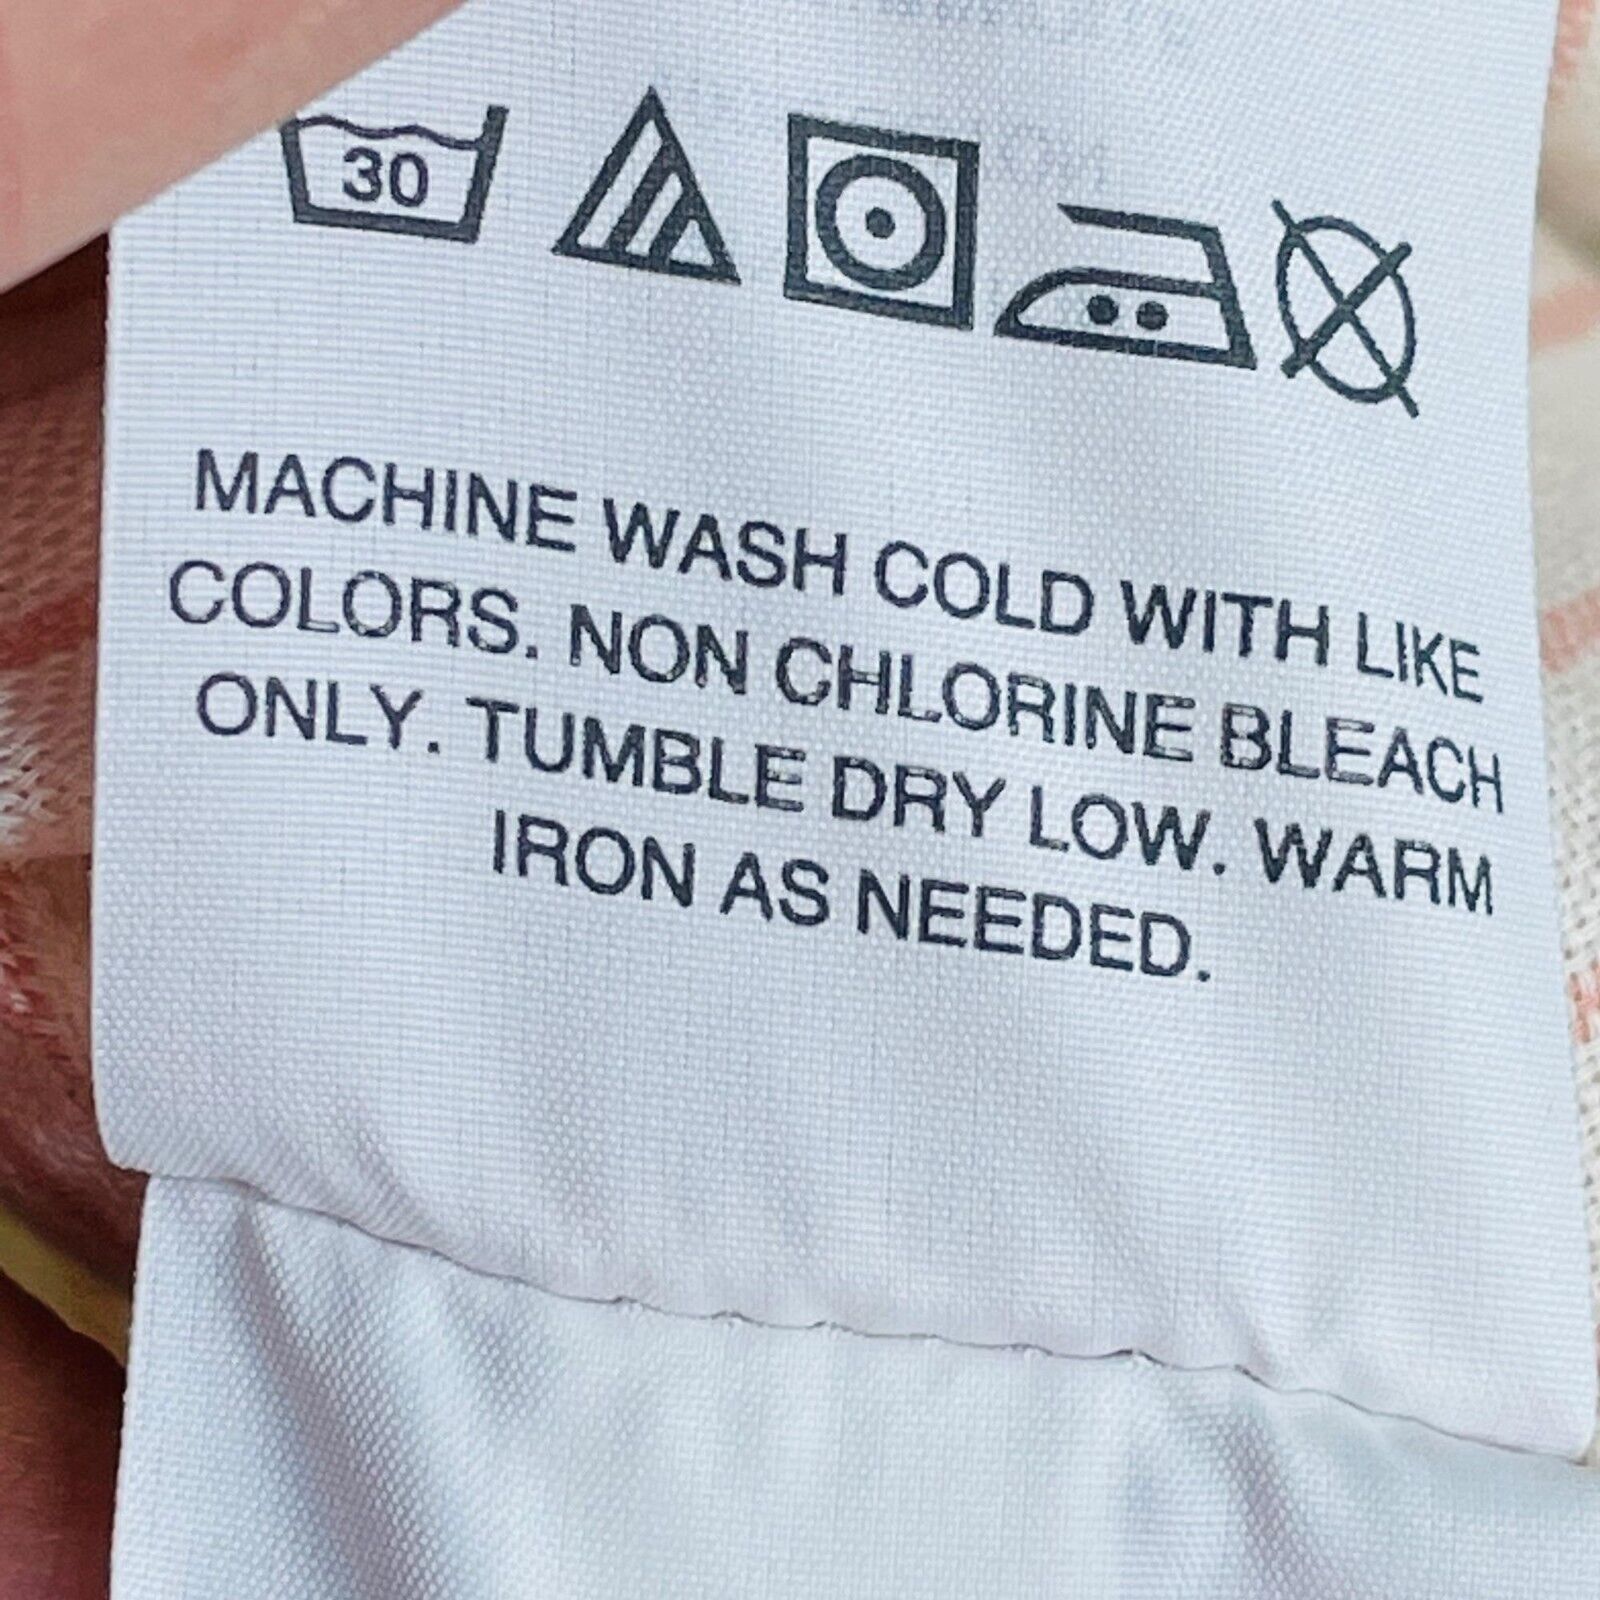 30
MACHINE WASH COLD WITH LIKE
COLORS. NON CHLORINE BLEACH
ONLY. TUMBLE DRY LOW. WARM
IRON AS NEEDED.